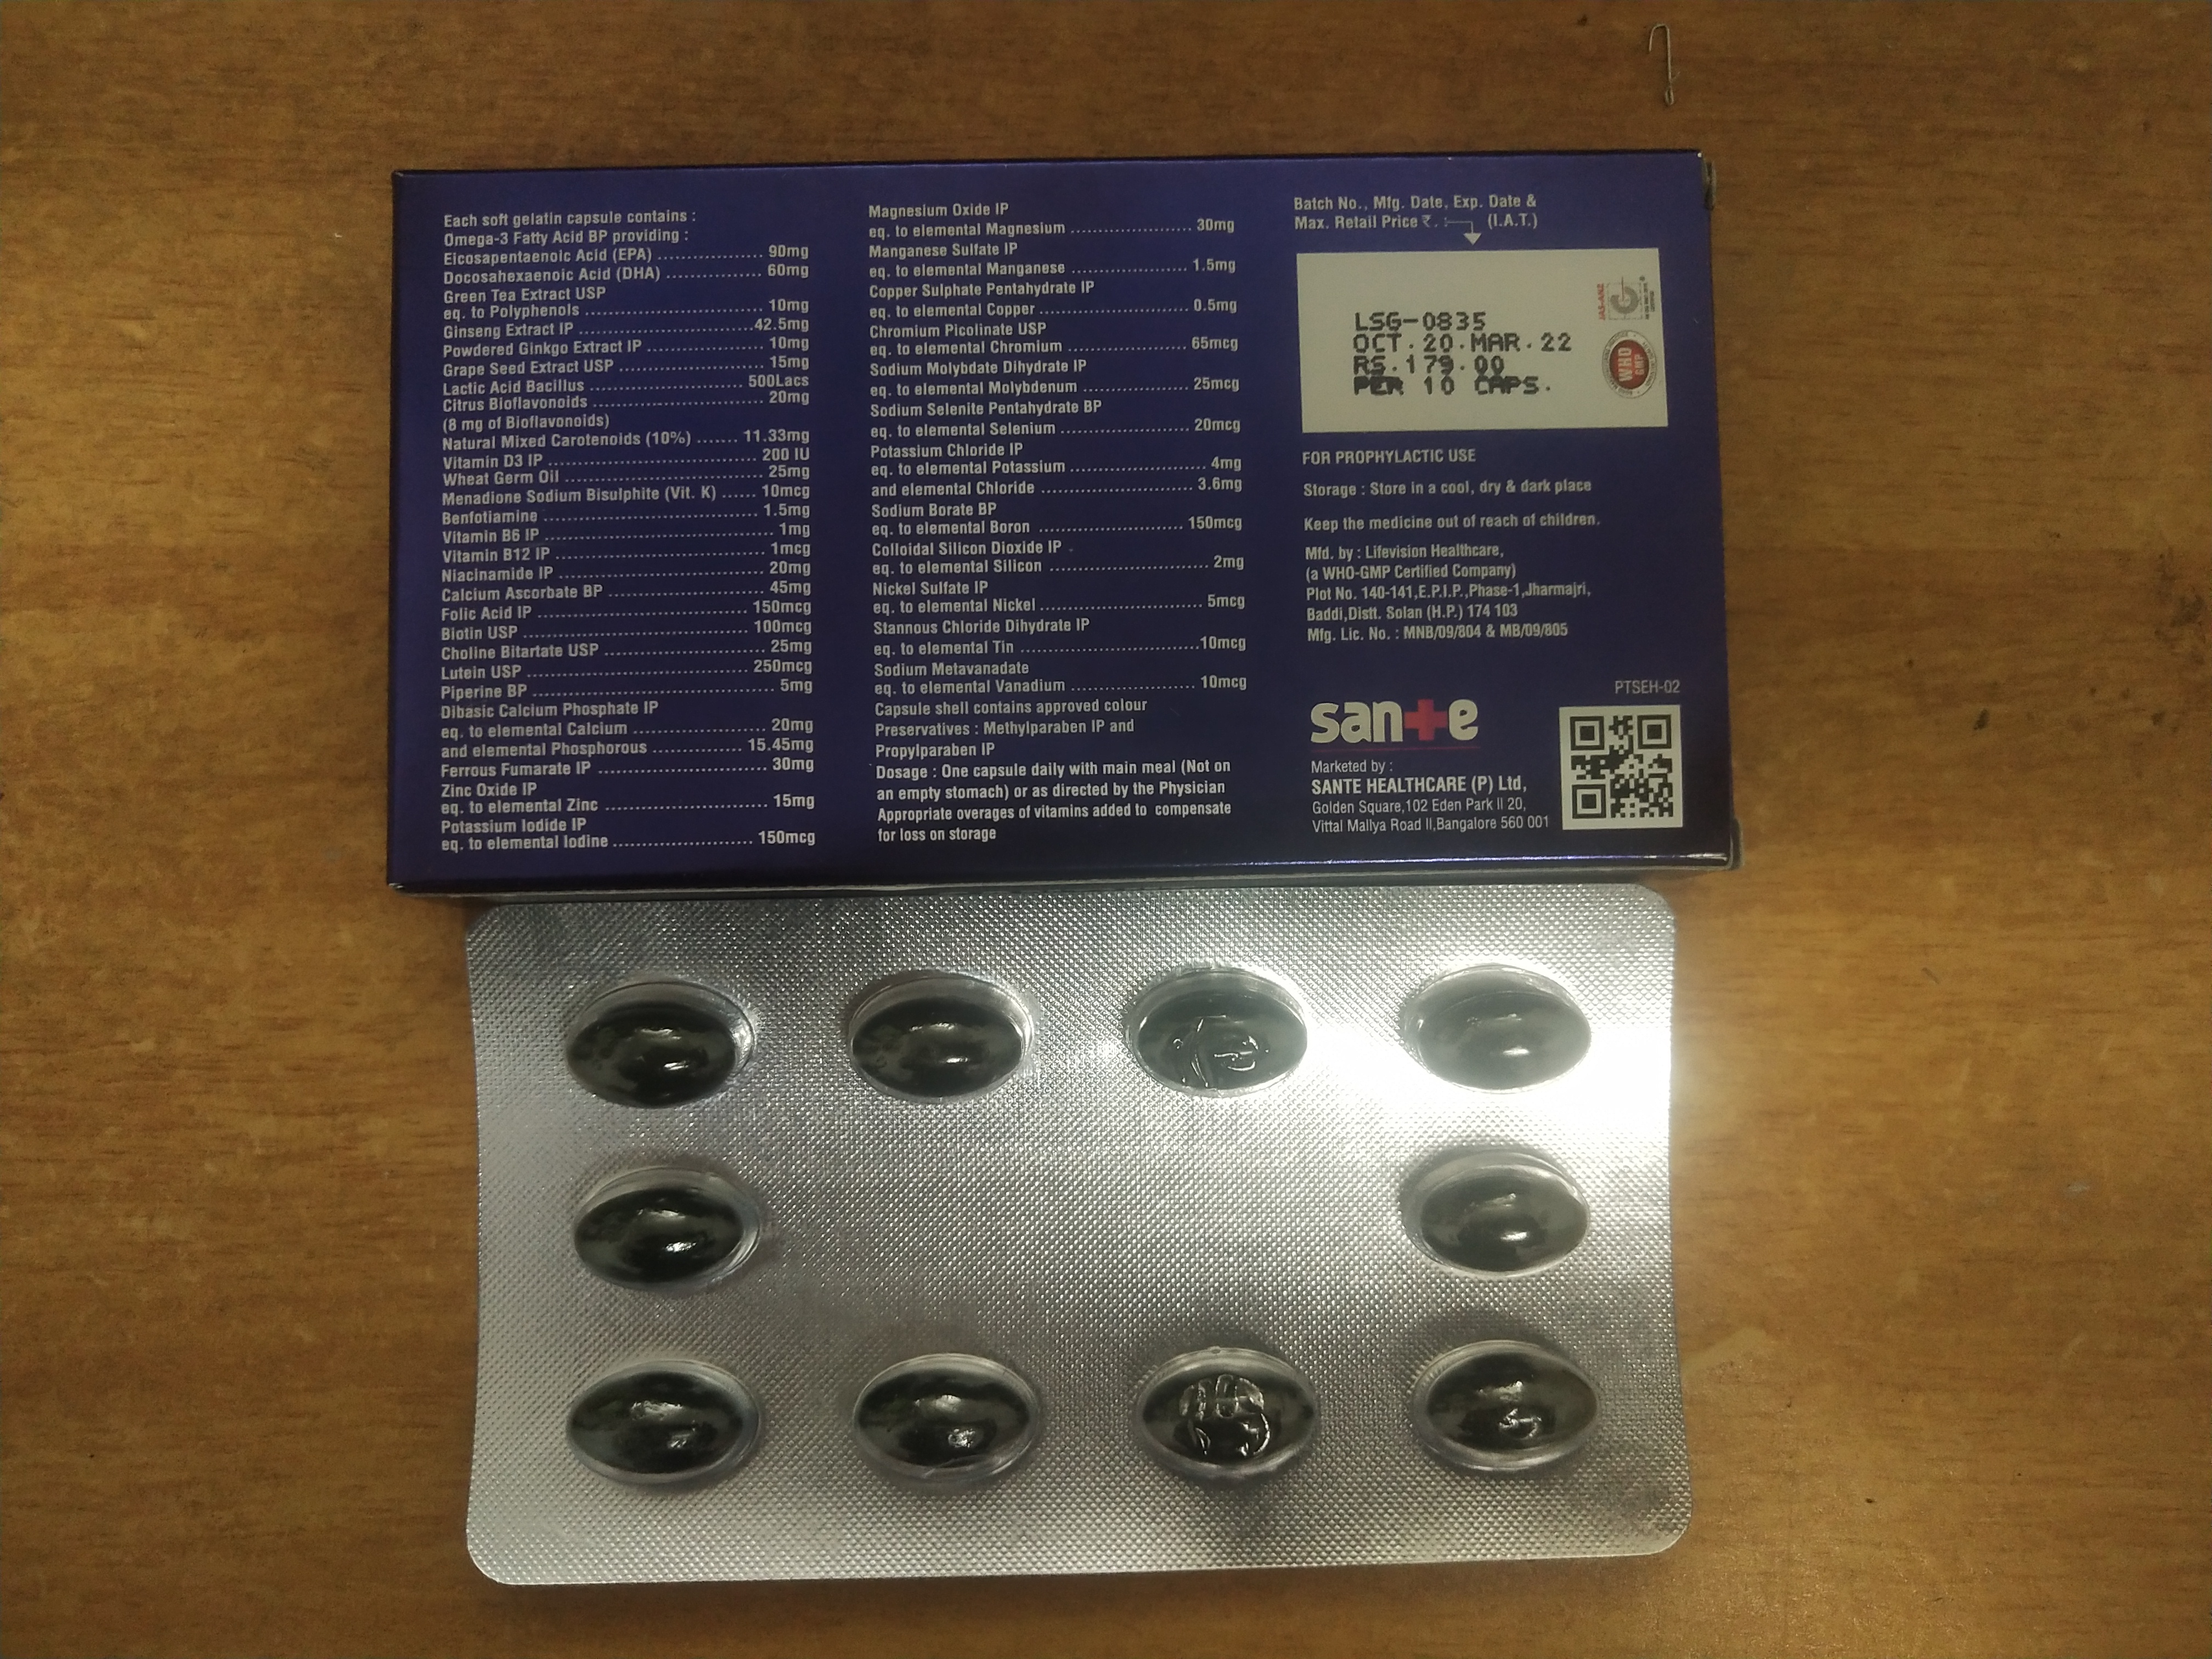 Each soft gelatin capsule contains :
Omega-3 Fatty Acid BP providing :
Eicosapentaenoic Acid (EPA) .................. 90mg
Docosahexaenoic Acid (DHA) ................ 60mg
Green Tea Extract USP
eq. to Polyphenols ................................ 10mg
Ginseng Extract IP ..............................42.5mg
Powdered Ginkgo Extract IP .................... 10mg
Grape Seed Extract USP ......................... 15mg
Lactic Acid Bacillus ........................... 500Lacs
Citrus Bioflavonoids .............................. 20mg
(8 mg of Bioflavonoids)
Natural Mixed Carotenoids (10%) ....... 11.33mg
Vitamin D3 IP .................................... 200 IU
Wheat Germ Oil .................................. 25mg
Menadione Sodium Bisulphite (Vit. K) ...... 10mcg
Benfotiamine ..................................... 1.5mg
Vitamin B6 IP ....................................... 1mg
Vitamin B12 IP .................................... 1mcg
Niacinamide IP .................................... 20mg
Calcium Ascorbate BP ........................... 45mg
Folic Acid IP ..................................... 150mcg
Biotin USP ....................................... 100mcg
Choline Bitartate USP ........................... 25mg
Lutein USP ....................................... 250mcg
Piperine BP .......................................... 5mg
Dibasic Calcium Phosphate IP
eq. to elemental Calcium ....................... 20mg
and elemental Phosphorous ............... 15.45mg
Ferrous Fumarate IP ............................. 30mg
Zinc Oxide IP
eq. to elemental Zinc ............................ 15mg
Potassium Iodide IP
eq. to elemental Iodine ........................ 150mcg
Magnesium Oxide IP
eq. to elemental Magnesium ..................... 30mg
Manganese Sulfate IP
eq. to elemental Manganese .................... 1.5mg
Copper Sulphate Pentahydrate IP
eq. to elemental Copper .......................... 0.5mg
Chromium Picolinate USP
eq. to elemental Chromium ..................... 65mcg
Sodium Molybdate Dihydrate IP
eq. to elemental Molybdenum .................. 25mcg
Sodium Selenite Pentahydrate BP
eq. to elemental Selenium ....................... 20mcg
Potassium Chloride IP
eq. to elemental Potassium ........................ 4mg
and elemental Chloride .......................... 3.6mg
Sodium Borate BP
eq. to elemental Boron ......................... 150mcg
Colloidal Silicon Dioxide IP
eq. to elemental Silicon ............................ 2mg
Nickel Sulfate IP
eq. to elemental Nickel ............................ 5mcg
Stannous Chloride Dihydrate IP
eq. to elemental Tin .............................10mcg
Sodium Metavanadate
eq. to elemental Vanadium ...................... 10mcg
Capsule shell contains approved colour
Preservatives : Methylparaben IP and
Propylparaben IP
Dosage : One capsule daily with main meal (Not on
an empty stomach) or as directed by the Physician
Appropriate overages of vitamins added to compensate
for loss on storage
Batch No., Mfg. Date, Exp. Date &
Max. Retail Price ₹. : (I.A.T.)
LSG-0835
OCT.20.MAR.22
RS.179.00
PER 10 CAPS.
JAS-ANZ
WHO
GMP
FOR PROPHYLACTIC USE
Storage : Store in a cool, dry & dark place
Keep the medicine out of reach of children.
Mfd. by : Lifevision Healthcare,
(a WHO-GMP Certified Company)
Plot No. 140-141,E.P.I.P.,Phase-1,Jharmajri,
Baddi,Distt. Solan (H.P.) 174 103
Mfg. Lic. No. : MNB/09/804 & MB/09/805
PTSEH-02
sante
Marketed by :
SANTE HEALTHCARE (P) Ltd,
Golden Square,102 Eden Park II 20,
Vittal Mallya Road II,Bangalore 560 001